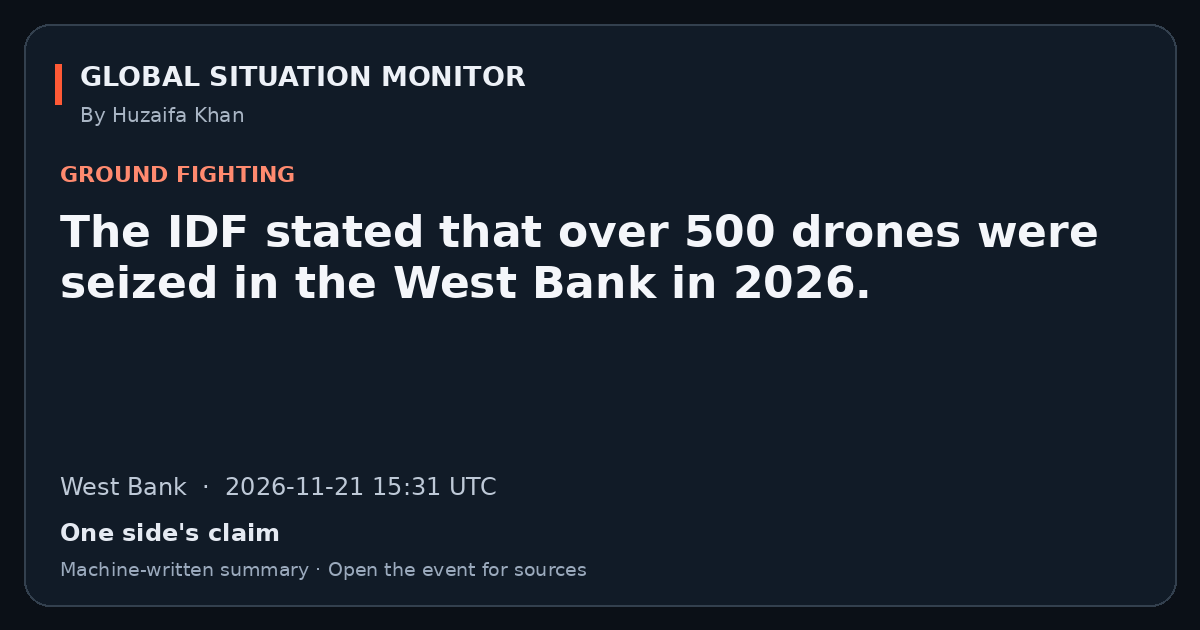 GLOBAL SITUATION MONITOR
By Huzaifa Khan
GROUND FIGHTING
The IDF stated that over 500 drones were
seized in the West Bank in 2026.
West Bank · 2026-11-21 15:31 UTC
One side's claim
Machine-written summary · Open the event for sources